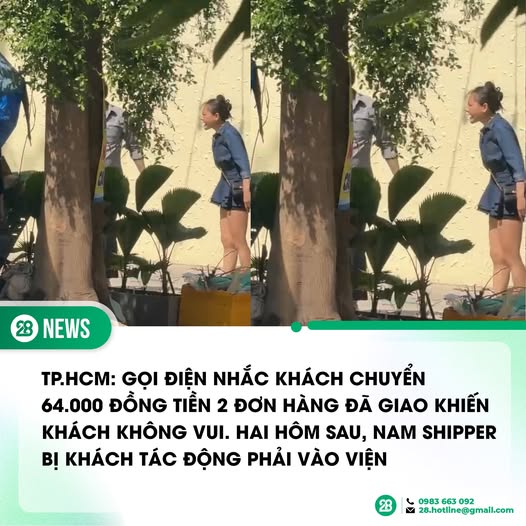 28 NEWS
TP.HCM: GỌI ĐIỆN NHẮC KHÁCH CHUYỂN
64.000 ĐỒNG TIỀN 2 ĐƠN HÀNG ĐÃ GIAO KHIẾN
KHÁCH KHÔNG VUI. HAI HÔM SAU, NAM SHIPPER
BỊ KHÁCH TÁC ĐỘNG PHẢI VÀO VIỆN
28
0983 663 092
28.hotline@gmail.com